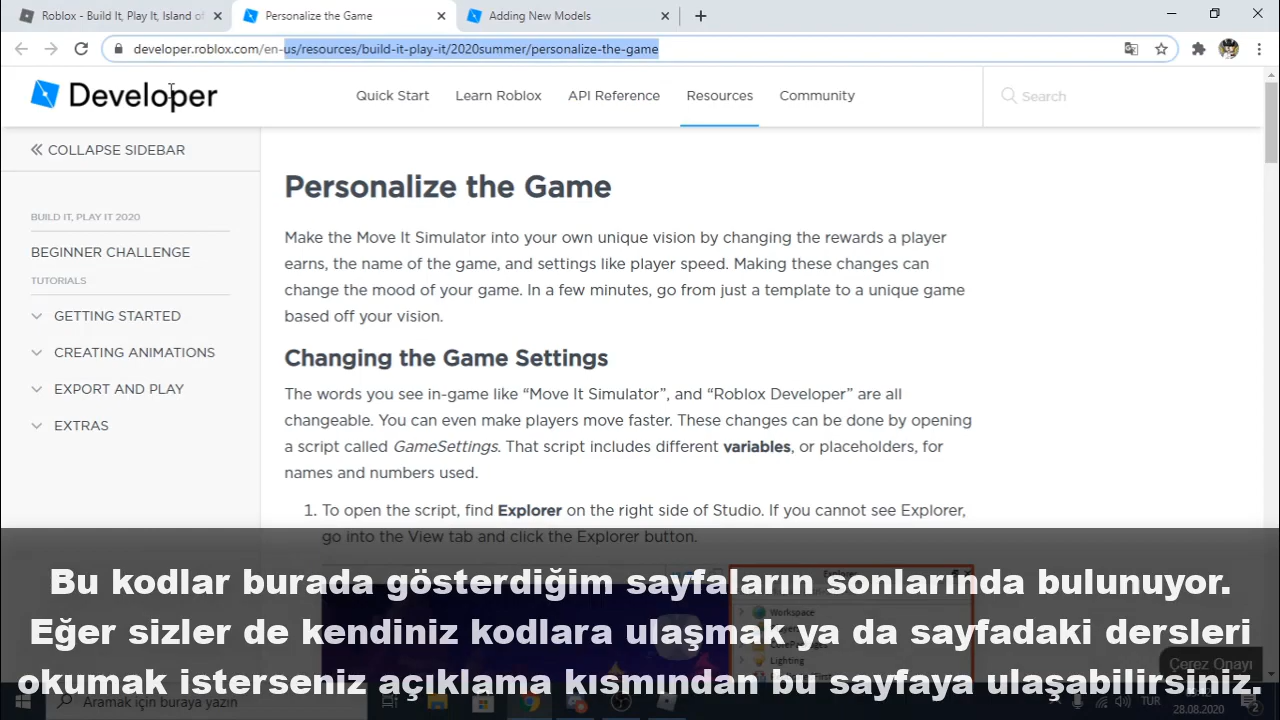 Roblox - Build It, Play It, Island of
Personalize the Game
Adding New Models
developer.roblox.com/en-us/resources/build-it-play-it/2020summer/personalize-the-game
Developer
Quick Start
Learn Roblox
API Reference
Resources
Community
Search
COLLAPSE SIDEBAR
BUILD IT, PLAY IT 2020
BEGINNER CHALLENGE
TUTORIALS
GETTING STARTED
CREATING ANIMATIONS
EXPORT AND PLAY
EXTRAS
Personalize the Game
Make the Move It Simulator into your own unique vision by changing the rewards a player
earns, the name of the game, and settings like player speed. Making these changes can
change the mood of your game. In a few minutes, go from just a template to a unique game
based off your vision.
Changing the Game Settings
The words you see in-game like “Move It Simulator”, and “Roblox Developer” are all
changeable. You can even make players move faster. These changes can be done by opening
a script called GameSettings. That script includes different variables, or placeholders, for
names and numbers used.
1. To open the script, find Explorer on the right side of Studio. If you cannot see Explorer,
go into the View tab and click the Explorer button.
Explorer
Workspace
Lighting
Bu kodlar burada gösterdiğim sayfaların sonlarında bulunuyor.
Eğer sizler de kendiniz kodlara ulaşmak ya da sayfadaki dersleri
okumak isterseniz açıklama kısmından bu sayfaya ulaşabilirsiniz.
Çerez Onayı
Aramak için buraya yazın
TUR
28.08.2020
2